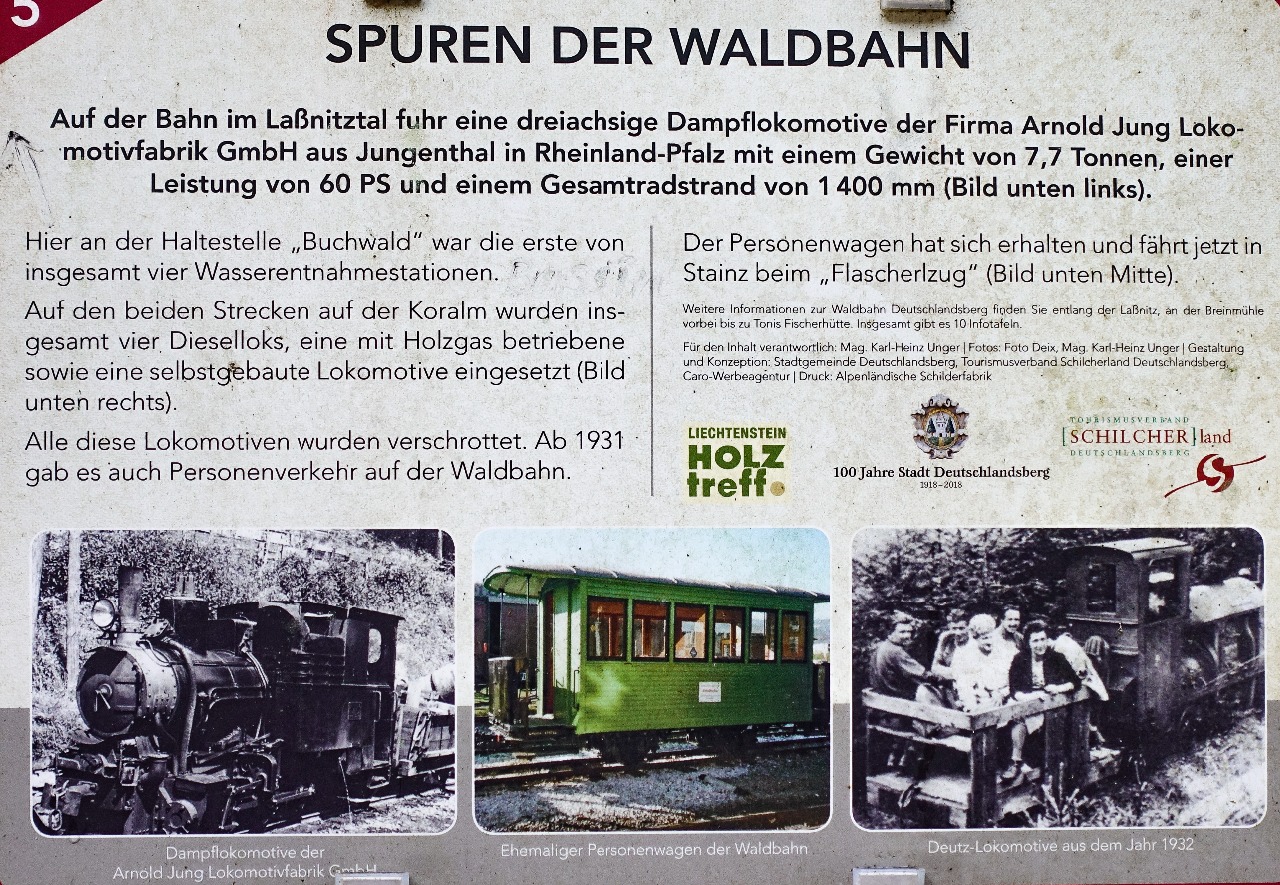 5
SPUREN DER WALDBAHN
Auf der Bahn im Laßnitztal fuhr eine dreiachsige Dampflokomotive der Firma Arnold Jung Loko-
motivfabrik GmbH aus Jungenthal in Rheinland-Pfalz mit einem Gewicht von 7,7 Tonnen, einer
Leistung von 60 PS und einem Gesamtradstrand von 1 400 mm (Bild unten links).
Hier an der Haltestelle „Buchwald“ war die erste von
insgesamt vier Wasserentnahmestationen.
Auf den beiden Strecken auf der Koralm wurden ins-
gesamt vier Dieselloks, eine mit Holzgas betriebene
sowie eine selbstgebaute Lokomotive eingesetzt (Bild
unten rechts).
Alle diese Lokomotiven wurden verschrottet. Ab 1931
gab es auch Personenverkehr auf der Waldbahn.
Der Personenwagen hat sich erhalten und fährt jetzt in
Stainz beim „Flascherlzug“ (Bild unten Mitte).
Weitere Informationen zur Waldbahn Deutschlandsberg finden Sie entlang der Laßnitz, an der Breinmühle
vorbei bis zu Tonis Fischerhütte. Insgesamt gibt es 10 Infotafeln.
Für den Inhalt verantwortlich: Mag. Karl-Heinz Unger | Fotos: Foto Deix, Mag. Karl-Heinz Unger | Gestaltung
und Konzeption: Stadtgemeinde Deutschlandsberg, Tourismusverband Schilcherland Deutschlandsberg,
Caro-Werbeagentur | Druck: Alpenländische Schilderfabrik
LIECHTENSTEIN
HOLZ
treff.
100 Jahre Stadt Deutschlandsberg
1918–2018
TOURISMUSVERBAND
[SCHILCHER]land
DEUTSCHLANDSBERG
Dampflokomotive der
Arnold Jung Lokomotivfabrik GmbH
Ehemaliger Personenwagen der Waldbahn
Deutz-Lokomotive aus dem Jahr 1932